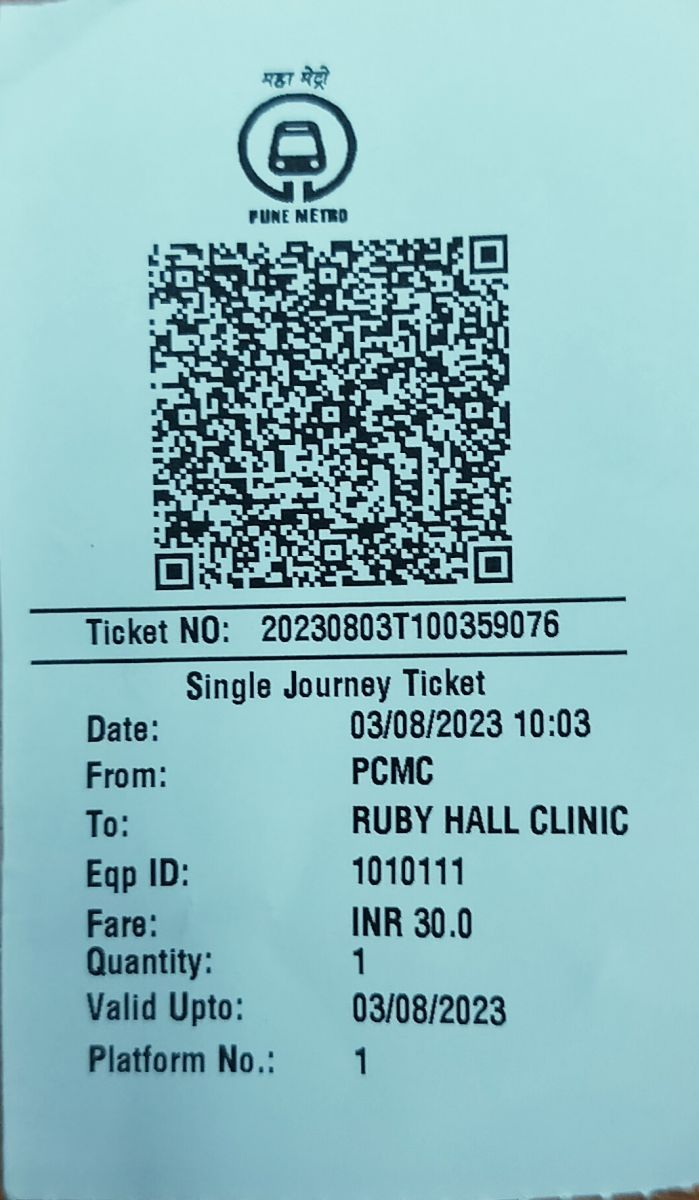 महा मेट्रो
PUNE METRO
Ticket NO: 20230803T100359076
Single Journey Ticket
Date: 03/08/2023 10:03
From: PCMC
To: RUBY HALL CLINIC
Eqp ID: 1010111
Fare: INR 30.0
Quantity: 1
Valid Upto: 03/08/2023
Platform No.: 1